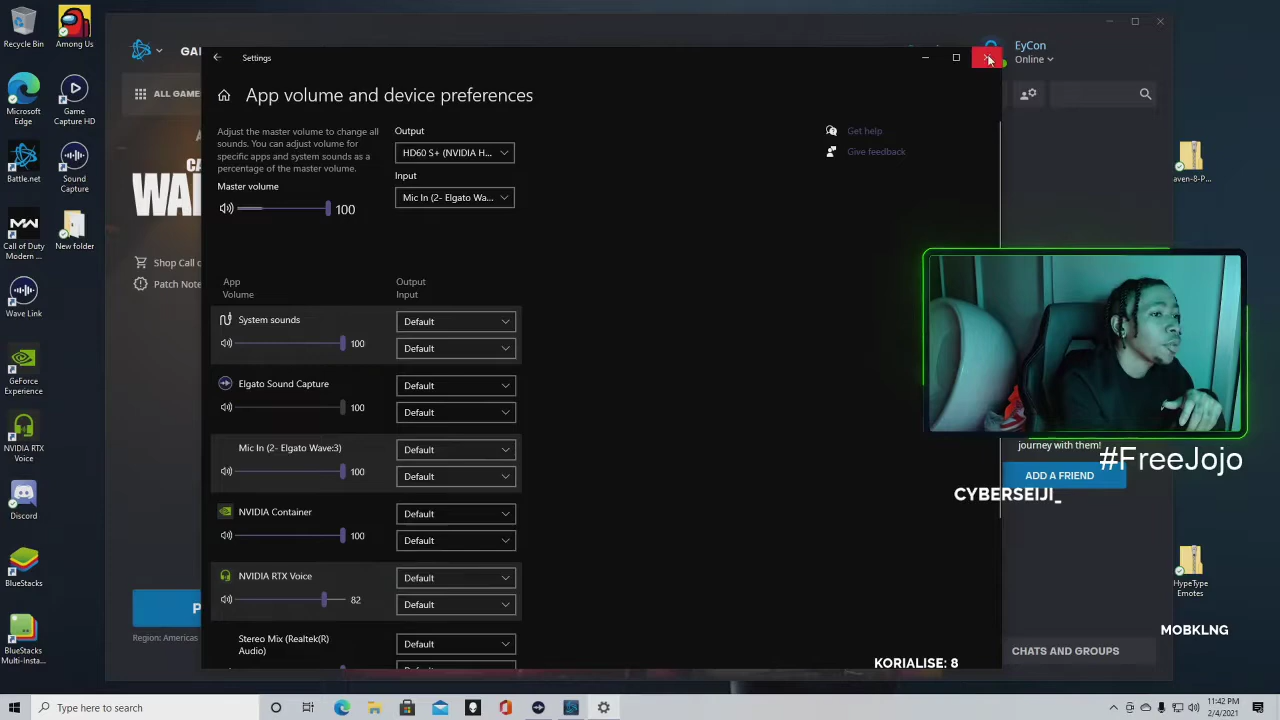 Recycle Bin
Among Us
Microsoft Edge
Game Capture HD
Battle.net
Sound Capture
Call of Duty Modern ...
New folder
Wave Link
GeForce Experience
NVIDIA RTX Voice
Discord
BlueStacks
BlueStacks Multi-Insta...
GA
ALL GAME
CA
WAR
Shop Call o
Patch Note
P
Region: Americas
Settings
App volume and device preferences
Adjust the master volume to change all
sounds. You can adjust volume for
specific apps and system sounds as a
percentage of the master volume.
Master volume
100
Output
HD60 S+ (NVIDIA H...
Input
Mic In (2- Elgato Wa...
Get help
Give feedback
App
Volume
Output
Input
System sounds
100
Default
Default
Elgato Sound Capture
100
Default
Default
Mic In (2- Elgato Wave:3)
100
Default
Default
NVIDIA Container
100
Default
Default
NVIDIA RTX Voice
82
Default
Default
Stereo Mix (Realtek(R)
Audio)
Default
EyCon
Online
aven-8-P...
journey with them!
ADD A FRIEND
#FreeJojo
CYBERSEIJI_
HypeType Emotes
MOBKLNG
CHATS AND GROUPS
KORIALISE: 8
Type here to search
11:42 PM
2/4/2021